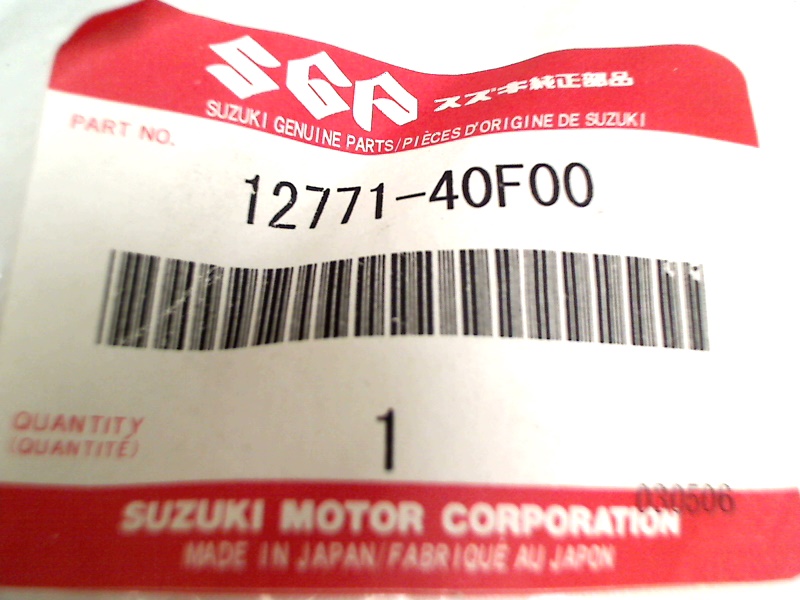 SGP スズキ純正部品
SUZUKI GENUINE PARTS/PIÈCES D'ORIGINE DE SUZUKI
PART NO.
12771-40F00
QUANTITY
(QUANTITÉ)
1
030506
SUZUKI MOTOR CORPORATION
MADE IN JAPAN/FABRIQUÉ AU JAPON